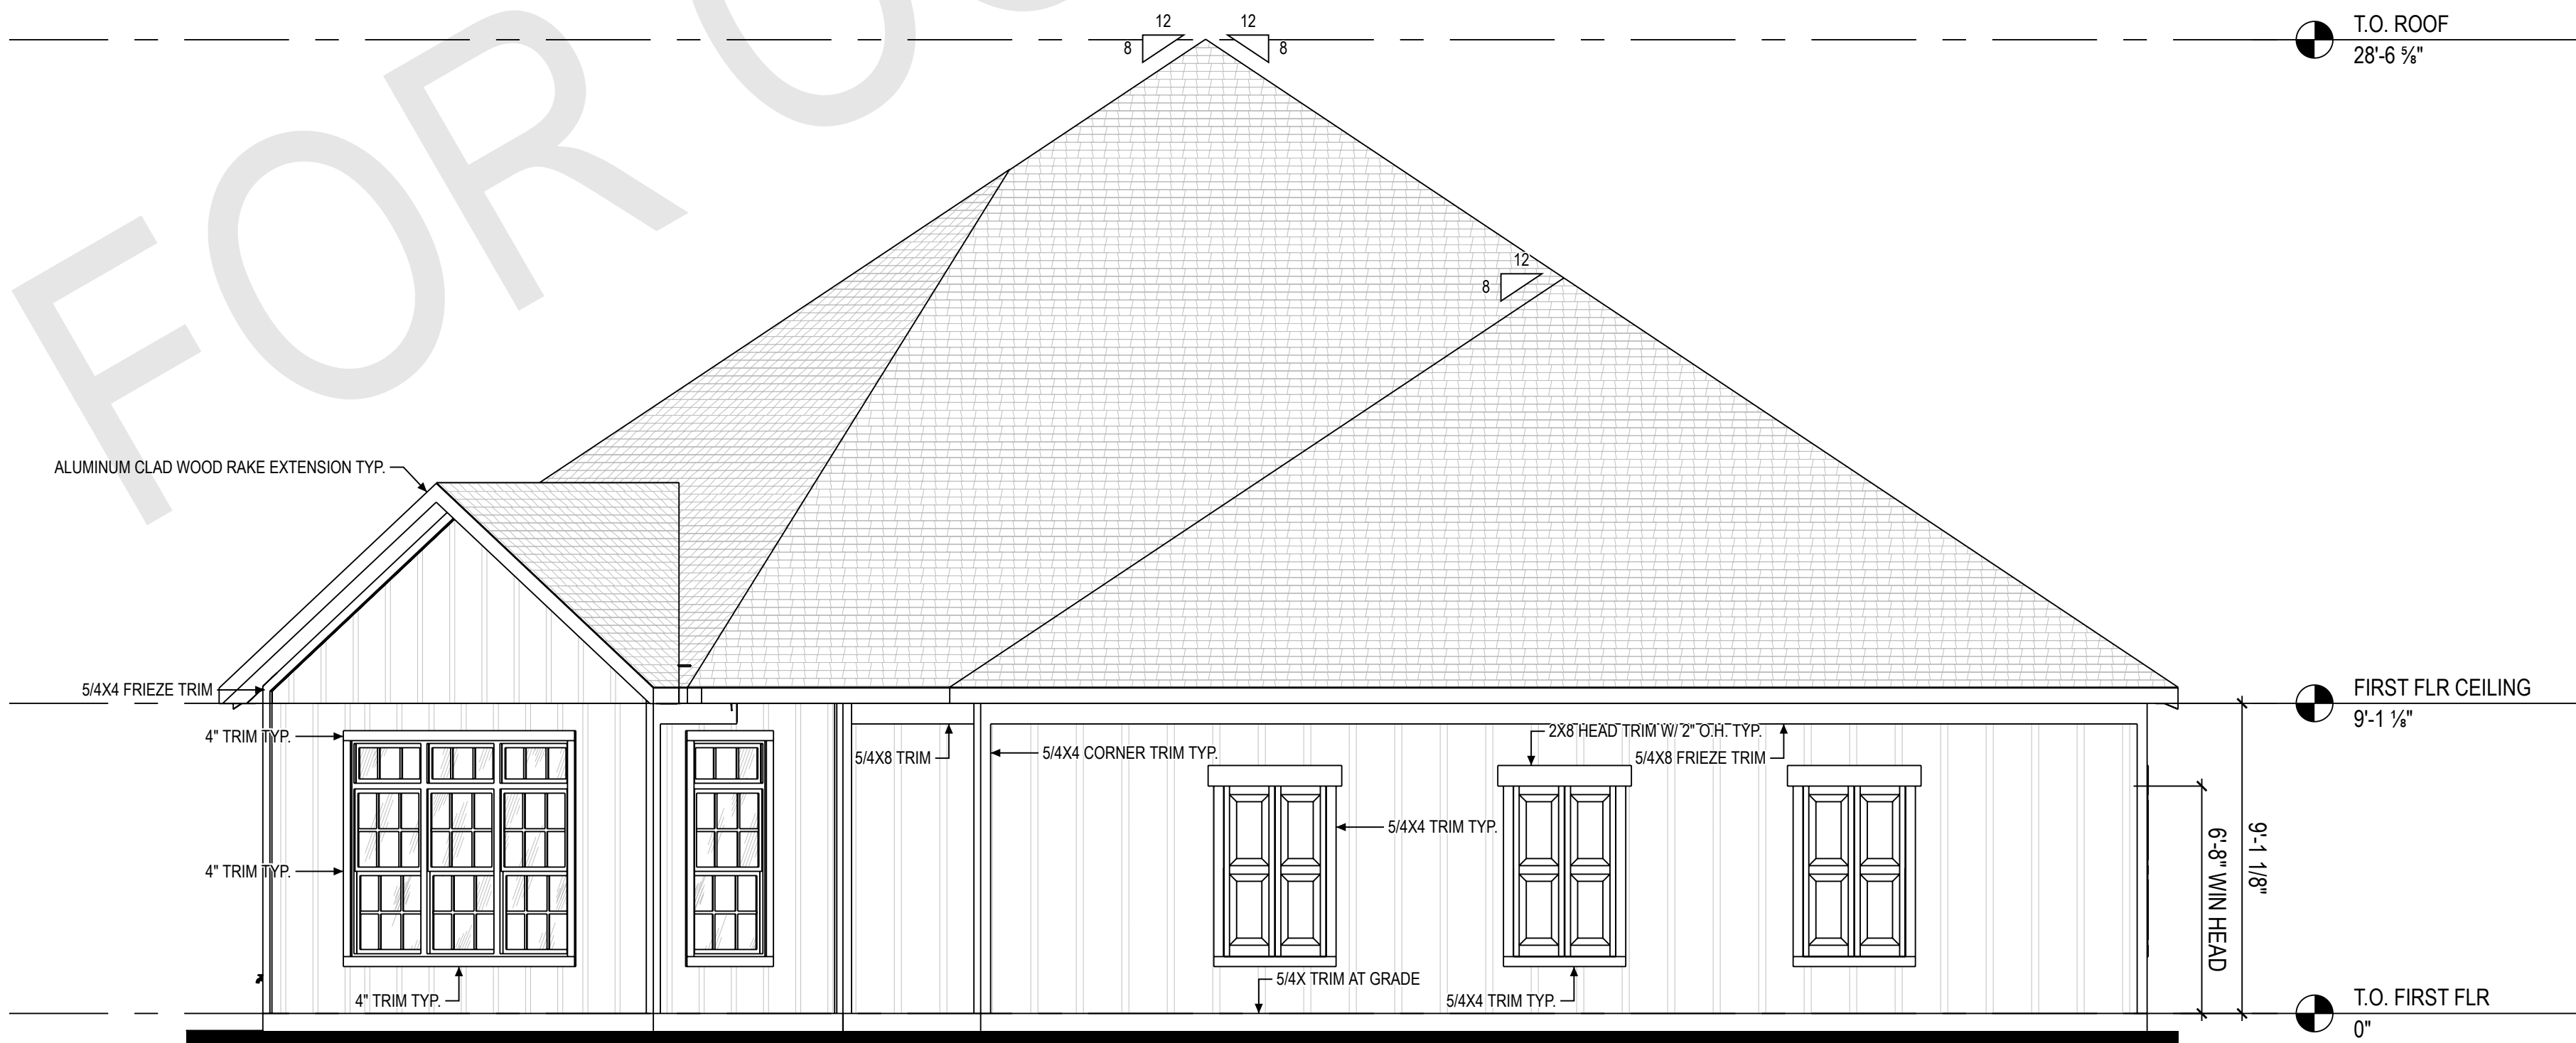 FOR
12
12
8
8
T.O. ROOF
28'-6 ⅝"
12
8
ALUMINUM CLAD WOOD RAKE EXTENSION TYP.
5/4X4 FRIEZE TRIM
FIRST FLR CEILING
9'-1 ⅛"
4" TRIM TYP.
5/4X8 TRIM
5/4X4 CORNER TRIM TYP.
2X8 HEAD TRIM W/ 2" O.H. TYP.
5/4X8 FRIEZE TRIM
5/4X4 TRIM TYP.
4" TRIM TYP.
6'-8" WIN HEAD
9'-1 1/8"
4" TRIM TYP.
5/4X TRIM AT GRADE
5/4X4 TRIM TYP.
T.O. FIRST FLR
0"